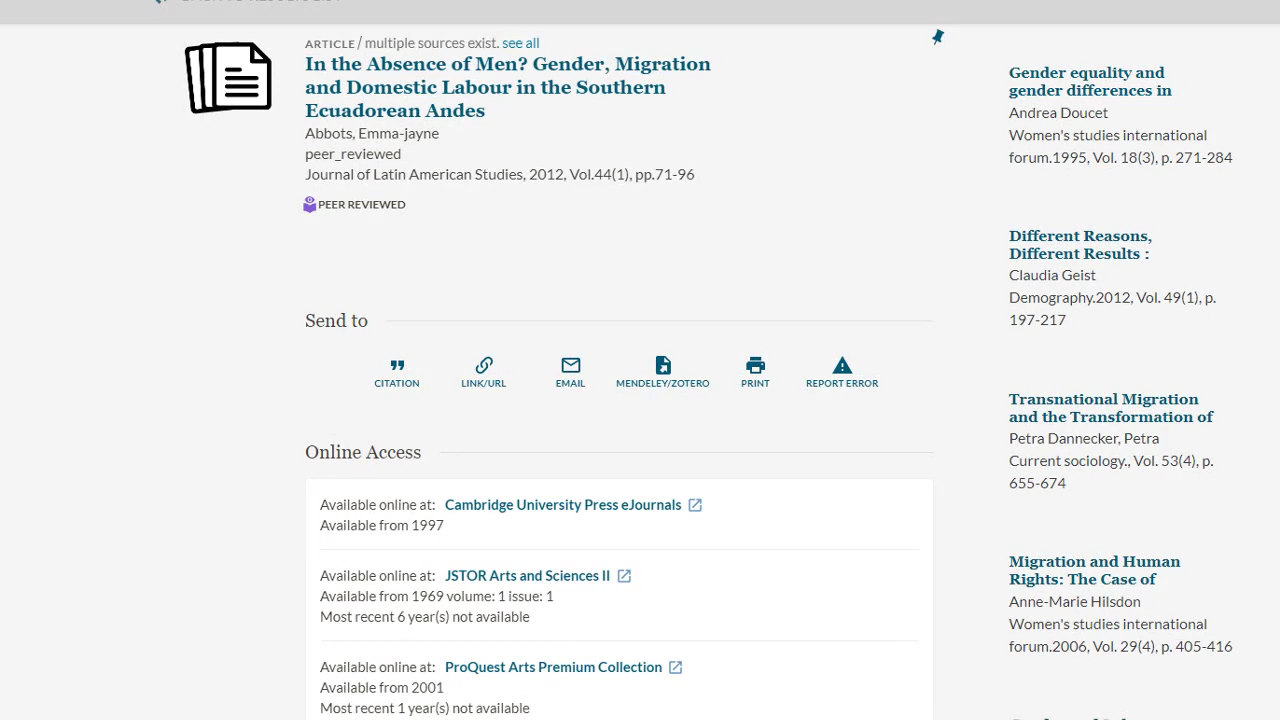 ARTICLE / multiple sources exist. see all
In the Absence of Men? Gender, Migration
and Domestic Labour in the Southern
Ecuadorean Andes
Abbots, Emma-jayne
peer_reviewed
Journal of Latin American Studies, 2012, Vol.44(1), pp.71-96
PEER REVIEWED
Send to
CITATION
LINK/URL
EMAIL
MENDELEY/ZOTERO
PRINT
REPORT ERROR
Online Access
Available online at: Cambridge University Press eJournals
Available from 1997
Available online at: JSTOR Arts and Sciences II
Available from 1969 volume: 1 issue: 1
Most recent 6 year(s) not available
Available online at: ProQuest Arts Premium Collection
Available from 2001
Most recent 1 year(s) not available
Gender equality and
gender differences in
Andrea Doucet
Women's studies international
forum.1995, Vol. 18(3), p. 271-284
Different Reasons,
Different Results :
Claudia Geist
Demography.2012, Vol. 49(1), p.
197-217
Transnational Migration
and the Transformation of
Petra Dannecker, Petra
Current sociology., Vol. 53(4), p.
655-674
Migration and Human
Rights: The Case of
Anne-Marie Hilsdon
Women's studies international
forum.2006, Vol. 29(4), p. 405-416